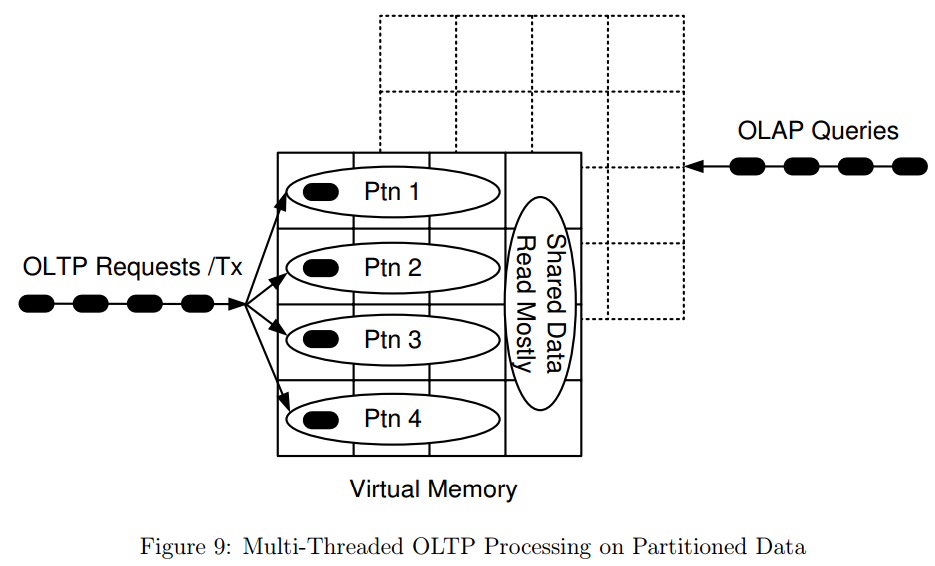 OLAP Queries
OLTP Requests /Tx
Ptn 1
Ptn 2
Ptn 3
Ptn 4
Shared Data
Read Mostly
Virtual Memory
Figure 9: Multi-Threaded OLTP Processing on Partitioned Data